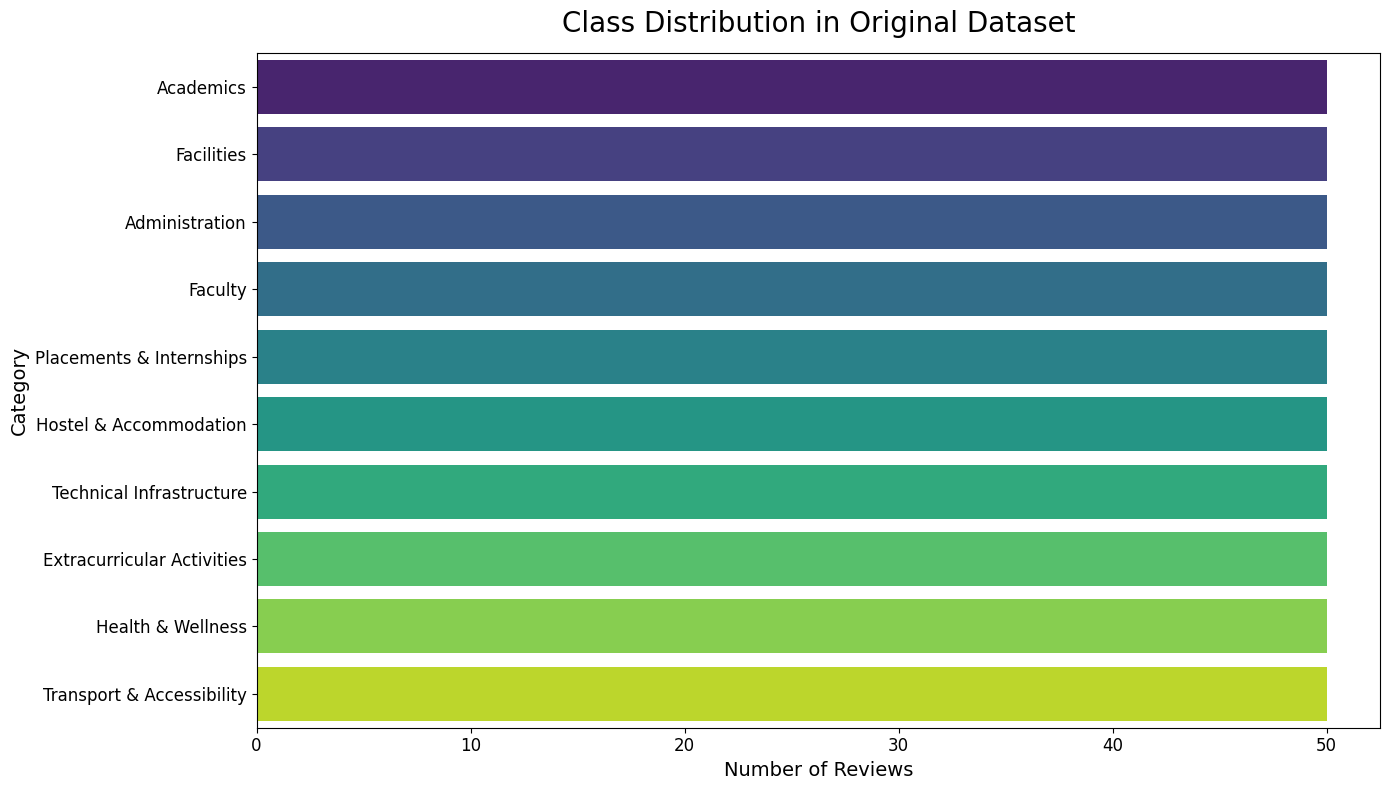 Class Distribution in Original Dataset
Academics
Facilities
Administration
Faculty
Placements & Internships
Hostel & Accommodation
Technical Infrastructure
Extracurricular Activities
Health & Wellness
Transport & Accessibility
Category
0 10 20 30 40 50
Number of Reviews